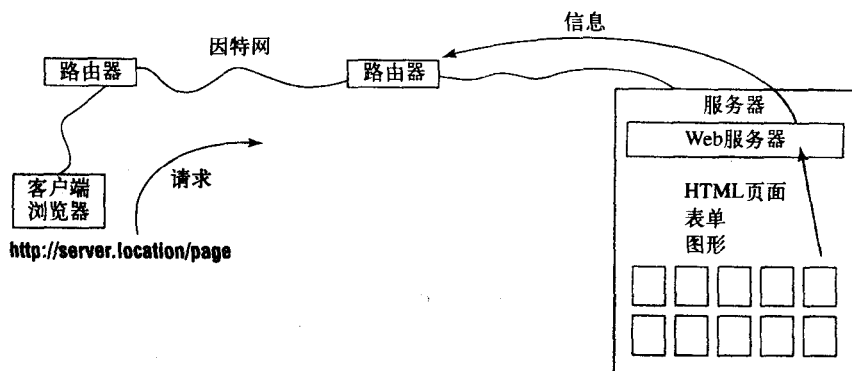 信息
因特网
路由器
路由器
服务器
Web服务器
请求
客户端
浏览器
HTML页面
表单
图形
http://server.location/page